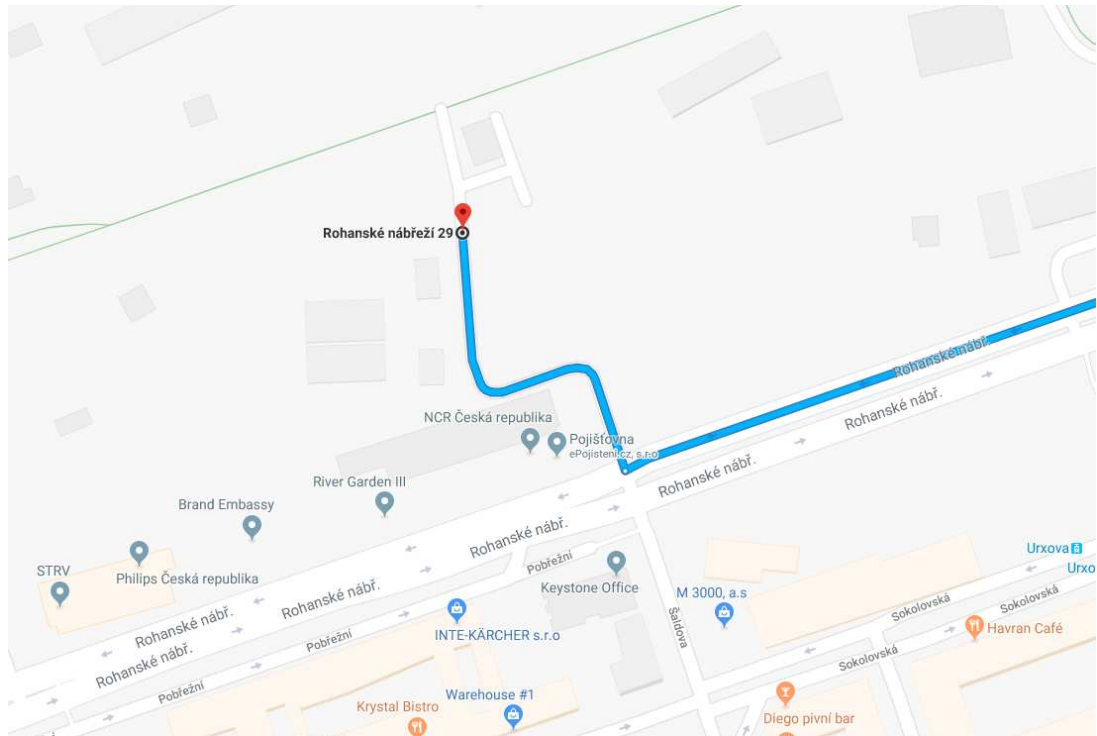 Rohanské nábřeží 29
Rohanské nábř.
Rohanské nábř.
NCR Česká republika
Pojišťovna
ePojisteni.cz, s.r.o
Rohanské nábř.
River Garden III
Brand Embassy
Rohanské nábř.
Pobřežní
Urxova
Urxo
STRV
Philips Česká republika
Keystone Office
M 3000, a.s
Rohanské nábř.
Sokolovská
Sokolovská
Šaldova
Rohanské nábř.
INTE-KÄRCHER s.r.o
Havran Café
Rohanské nábř.
Pobřežní
Sokolovská
Pobřežní
Warehouse #1
Krystal Bistro
Diego pivní bar